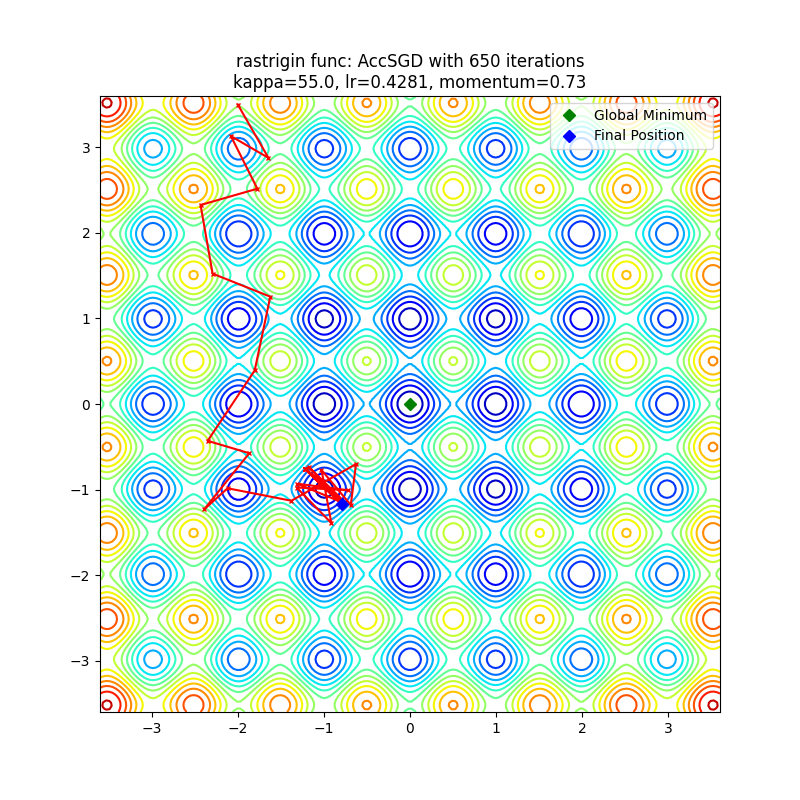 rastrigin func: AccSGD with 650 iterations
kappa=55.0, lr=0.4281, momentum=0.73
Global Minimum
Final Position
3
2
1
0
−1
−2
−3
−3 −2 −1 0 1 2 3